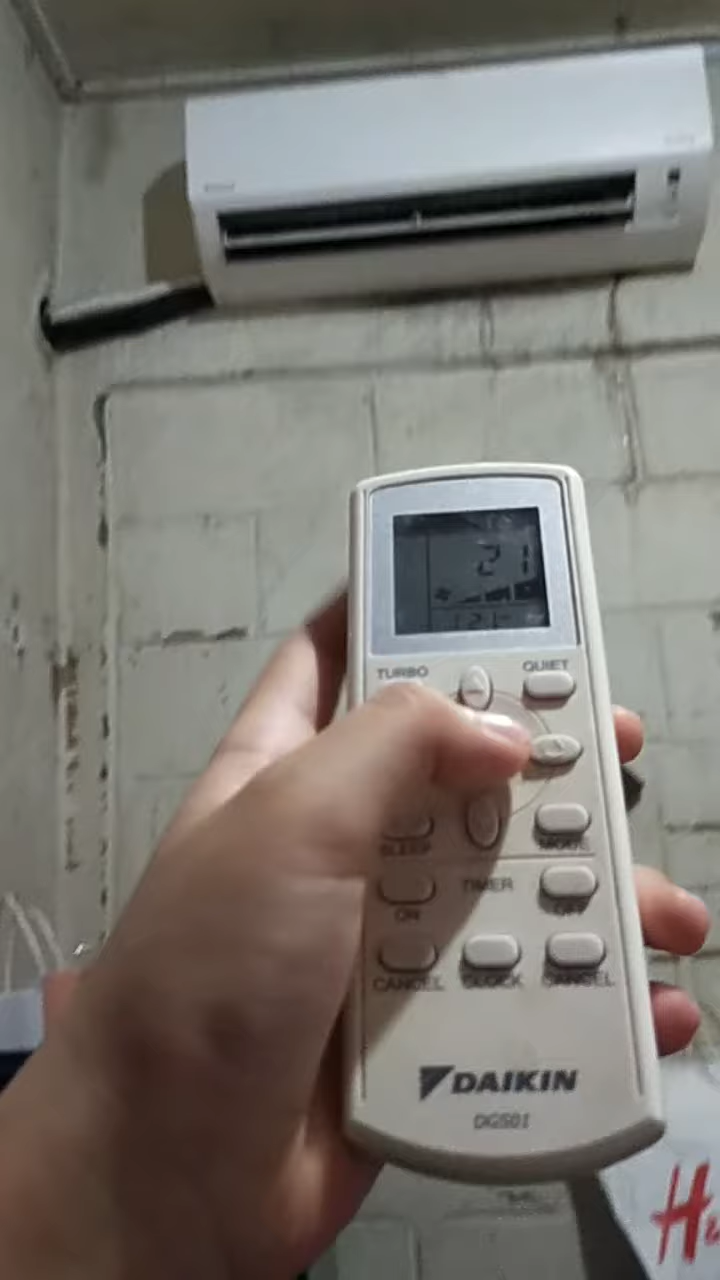 21
TURBO QUIET
SLEEP MODE
TIMER
ON OFF
CANCEL CLOCK CANCEL
DAIKIN
DGS01